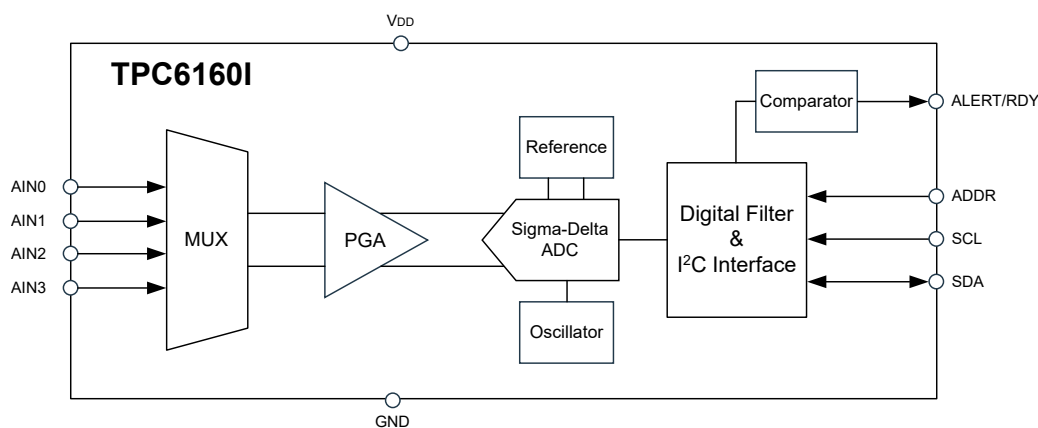 VDD
TPC6160I
Comparator
ALERT/RDY
Reference
AIN0
AIN1
AIN2
AIN3
MUX
PGA
Sigma-Delta
ADC
Digital Filter
&
I²C Interface
ADDR
SCL
SDA
Oscillator
GND